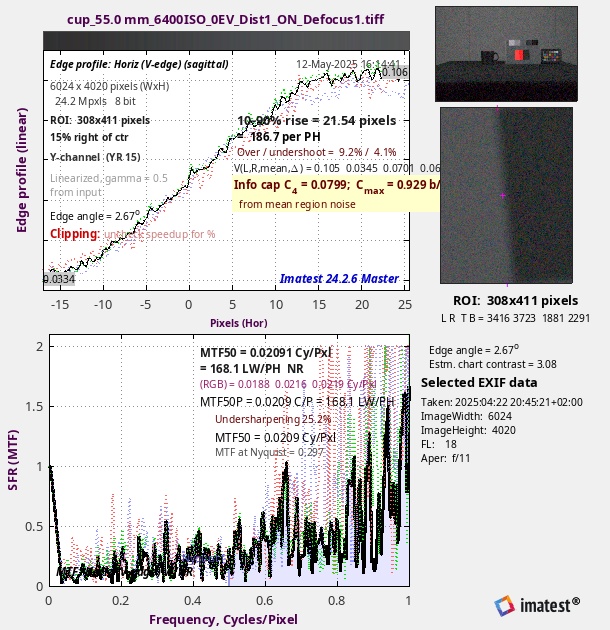 cup_55.0 mm_6400ISO_0EV_Dist1_ON_Defocus1.tiff
Edge profile: Horiz (V-edge) (sagittal)
12-May-2025 16:14:41
0.106
6024 x 4020 pixels (WxH)
24.2 Mpxls 8 bit
ROI: 308x411 pixels
15% right of ctr
Y-channel (YR 15)
Linearized, gamma = 0.5
from input
Edge angle = 2.67o
Clipping: uncheck speedup for %
10-90% rise = 21.54 pixels
= 186.7 per PH
Over / undershoot = 9.2% / 4.1%
V(L,R,mean,Δ) = 0.105 0.0345 0.0701 0.06
Info cap C4 = 0.0799; Cmax = 0.929 b/
from mean region noise
0.0334
Imatest 24.2.6 Master
Edge profile (linear)
-15 -10 -5 0 5 10 15 20 25
Pixels (Hor)
ROI: 308x411 pixels
L R T B = 3416 3723 1881 2291
Edge angle = 2.67o
Estm. chart contrast = 3.08
Selected EXIF data
Taken: 2025:04:22 20:45:21+02:00
ImageWidth: 6024
ImageHeight: 4020
FL: 18
Aper: f/11
MTF50 = 0.02091 Cy/Pxl
= 168.1 LW/PH NR
(RGB) = 0.0188 0.0216 0.0219 Cy/Pxl
MTF50P = 0.0209 C/P = 168.1 LW/PH
Undersharpening 25.2%
MTF50 = 0.0209 Cy/Pxl
MTF at Nyquist = 0.297
SFR (MTF)
2
1.5
1
0.5
0
0 0.2 0.4 0.6 0.8 1
Frequency, Cycles/Pixel
imatest®